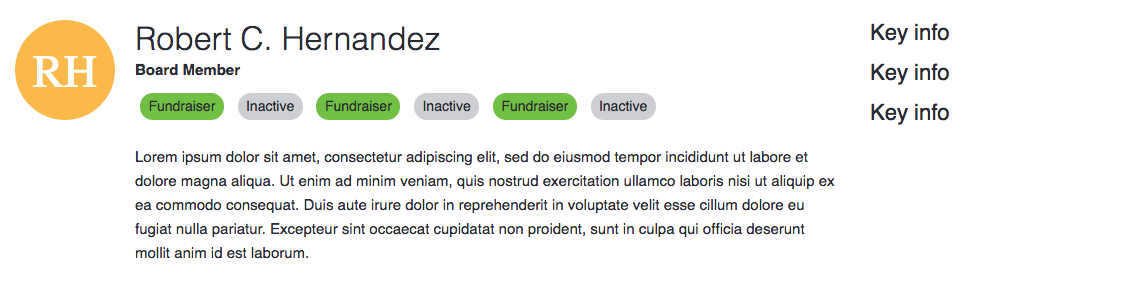 RH
Robert C. Hernandez
Board Member
Fundraiser Inactive Fundraiser Inactive Fundraiser Inactive
Lorem ipsum dolor sit amet, consectetur adipiscing elit, sed do eiusmod tempor incididunt ut labore et
dolore magna aliqua. Ut enim ad minim veniam, quis nostrud exercitation ullamco laboris nisi ut aliquip ex
ea commodo consequat. Duis aute irure dolor in reprehenderit in voluptate velit esse cillum dolore eu
fugiat nulla pariatur. Excepteur sint occaecat cupidatat non proident, sunt in culpa qui officia deserunt
mollit anim id est laborum.
Key info
Key info
Key info